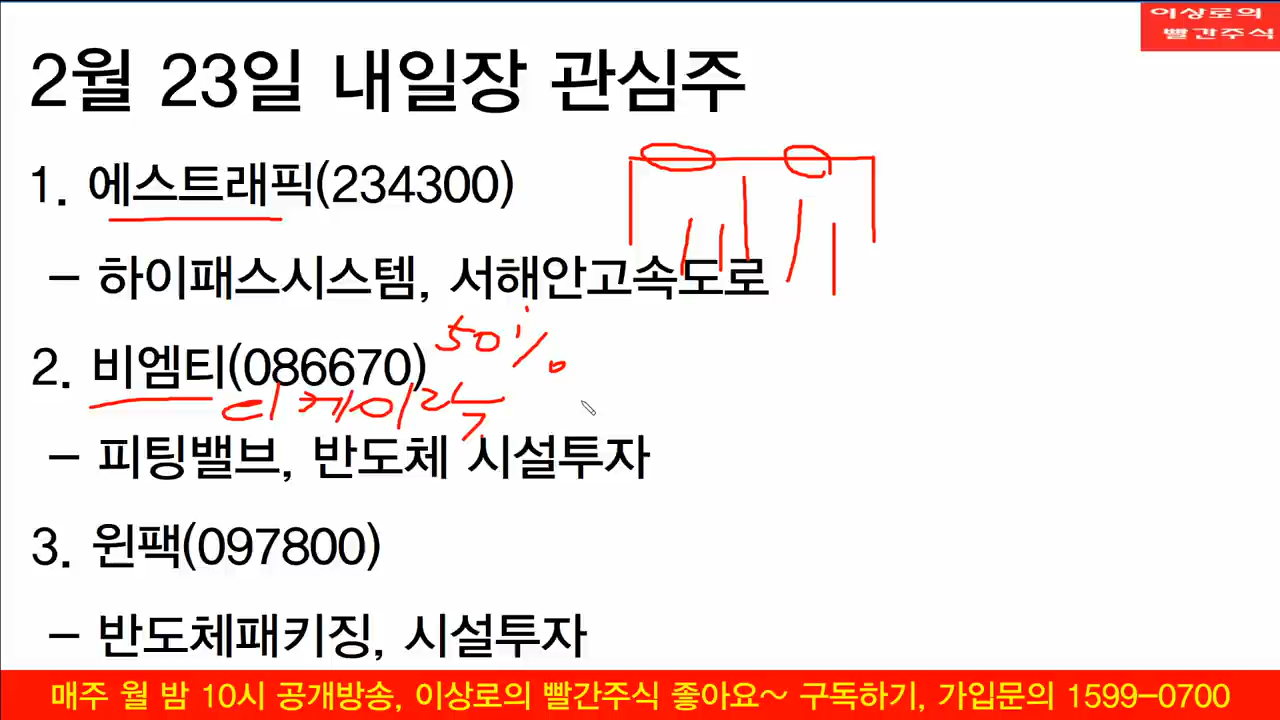 이상로의
빨간주식
2월 23일 내일장 관심주
1. 에스트래픽(234300)
- 하이패스시스템, 서해안고속도로
50%
2. 비엠티(086670)
디케이락
- 피팅밸브, 반도체 시설투자
3. 윈팩(097800)
- 반도체패키징, 시설투자
매주 월 밤 10시 공개방송, 이상로의 빨간주식 좋아요~ 구독하기, 가입문의 1599-0700